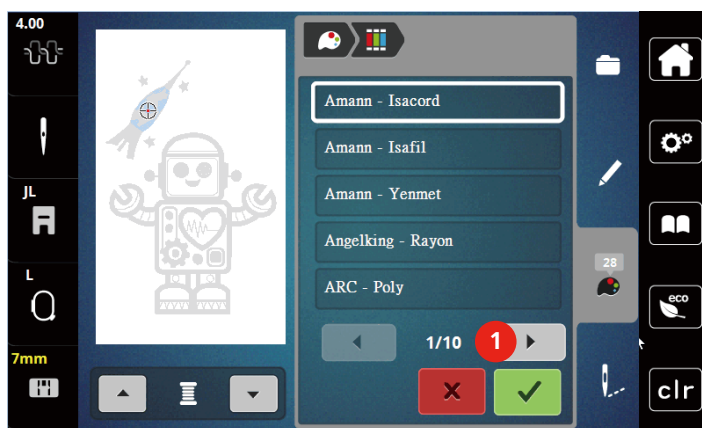 4.00
JL
L
7mm
Amann - Isacord
Amann - Isafil
Amann - Yenmet
Angelking - Rayon
ARC - Poly
1/10
1
28
eco
clr